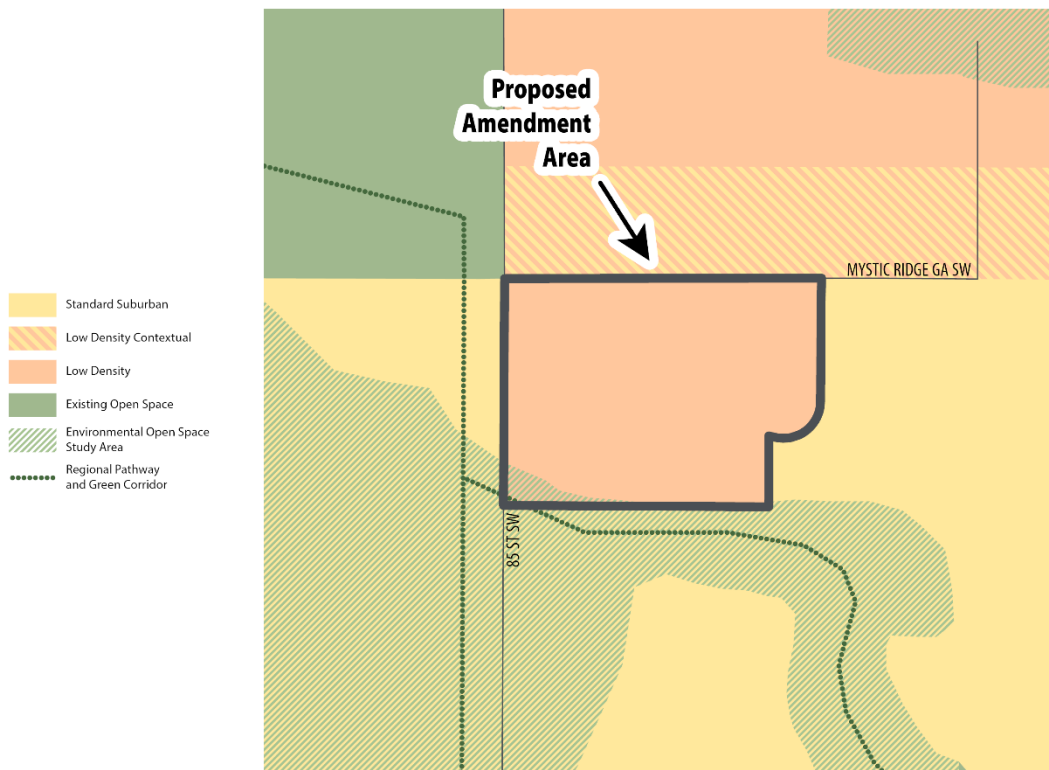 Proposed
Amendment
Area
MYSTIC RIDGE GA SW
85 ST SW
Standard Suburban
Low Density Contextual
Low Density
Existing Open Space
Environmental Open Space
Study Area
Regional Pathway
and Green Corridor